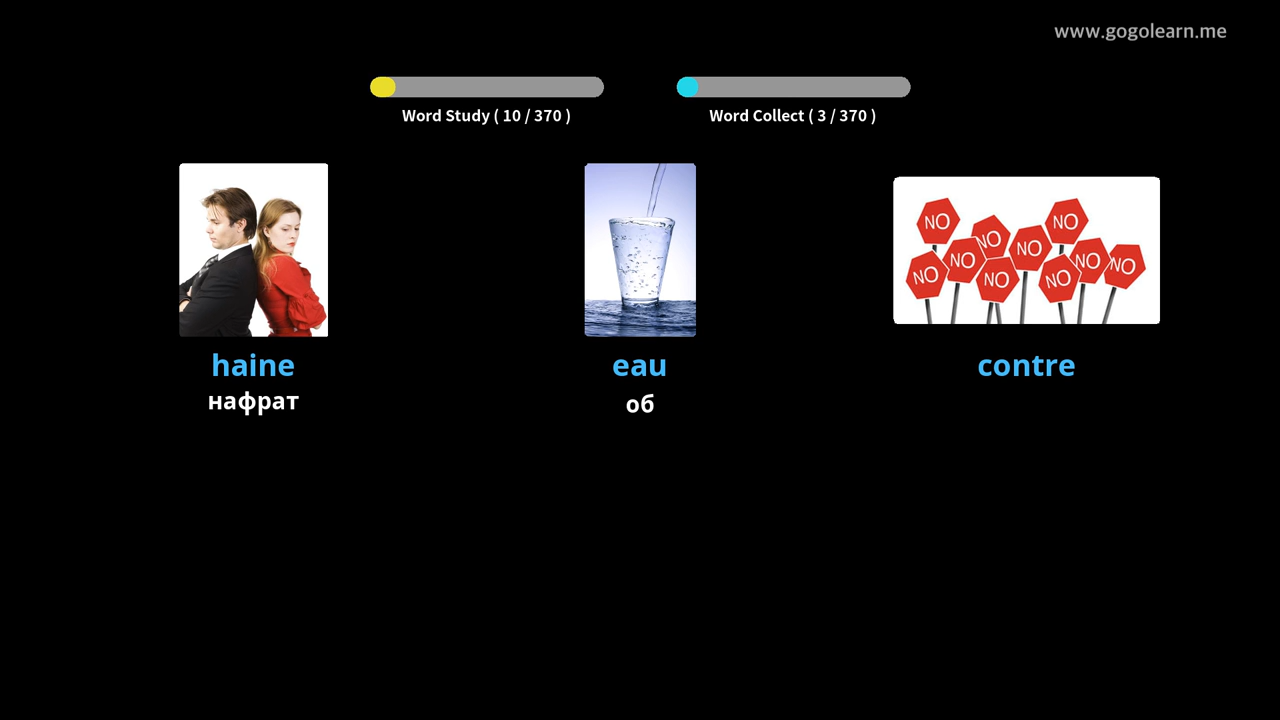 www.gogolearn.me
Word Study ( 10 / 370 )
Word Collect ( 3 / 370 )
NO
NO
NO
NO
NO
NO
NO
NO
NO
NO
haine
eau
contre
нафрат
об